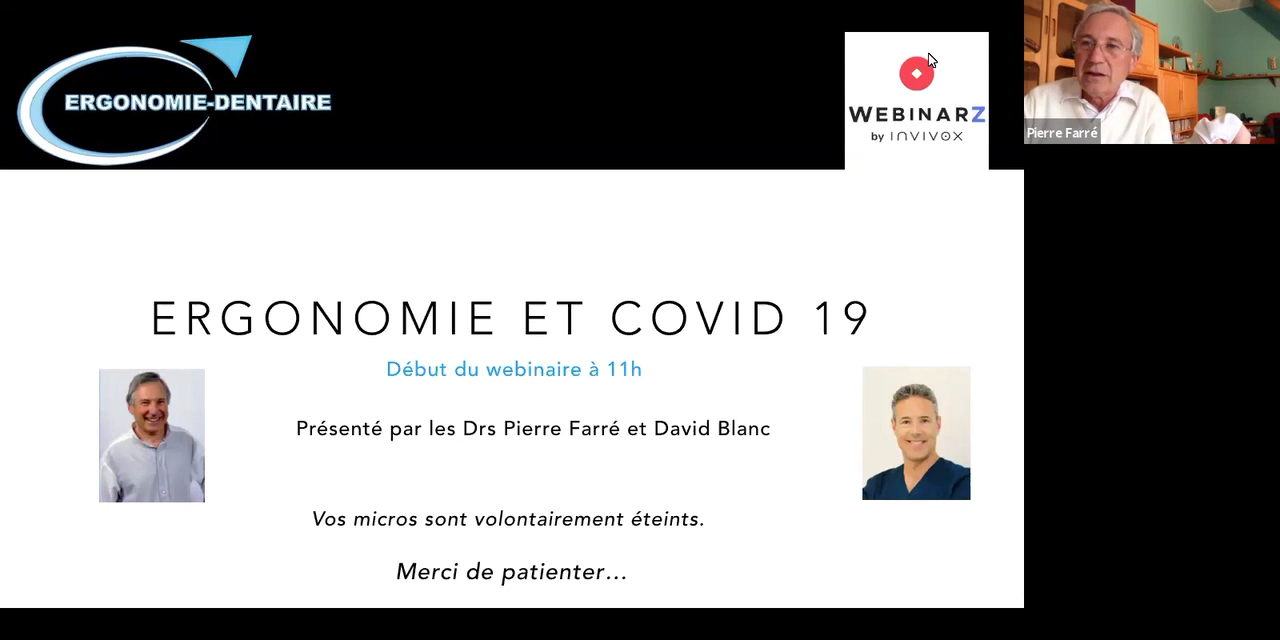 ERGONOMIE-DENTAIRE
WEBINARZ
by INVIVOX
Pierre Farré
ERGONOMIE ET COVID 19
Début du webinaire à 11h
Présenté par les Drs Pierre Farré et David Blanc
Vos micros sont volontairement éteints.
Merci de patienter...